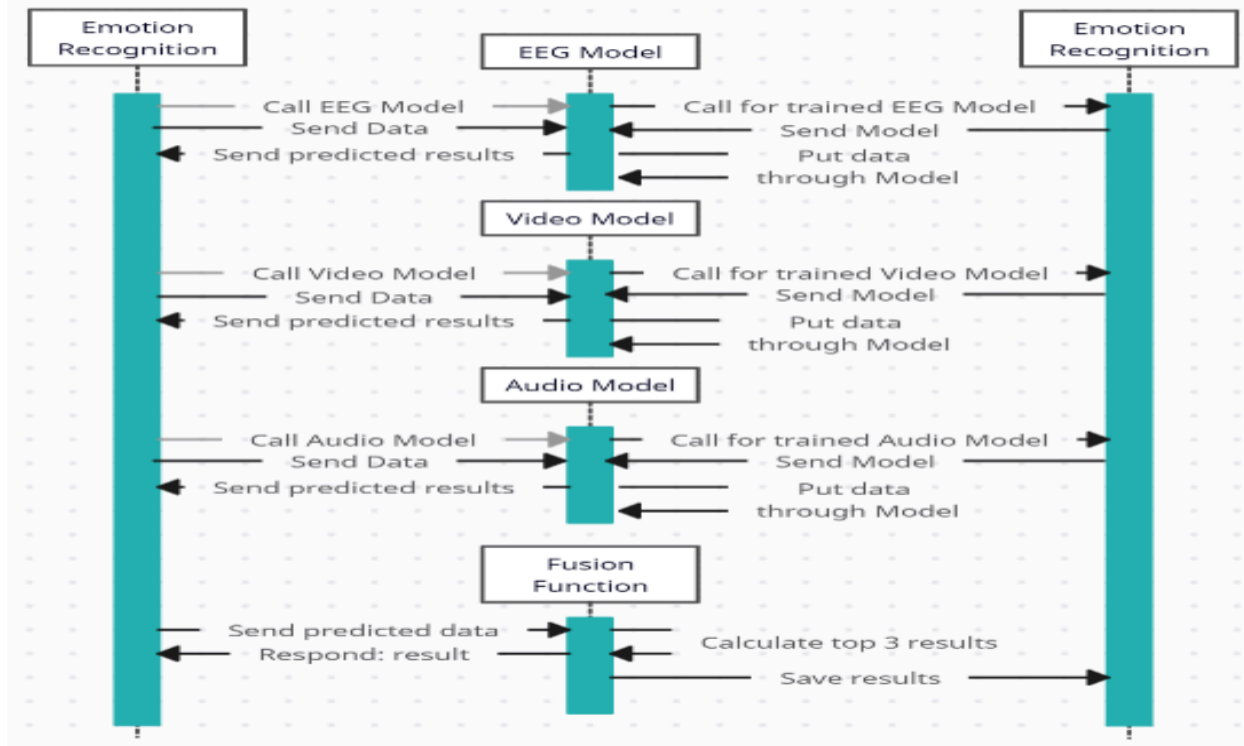 Emotion
Recognition
EEG Model
Emotion
Recognition
Call EEG Model
Call for trained EEG Model
Send Data
Send Model
Send predicted results
Put data
through Model
Video Model
Call Video Model
Call for trained Video Model
Send Data
Send Model
Send predicted results
Put data
through Model
Audio Model
Call Audio Model
Call for trained Audio Model
Send Data
Send Model
Send predicted results
Put data
through Model
Fusion
Function
Send predicted data
Calculate top 3 results
Respond: result
Save results